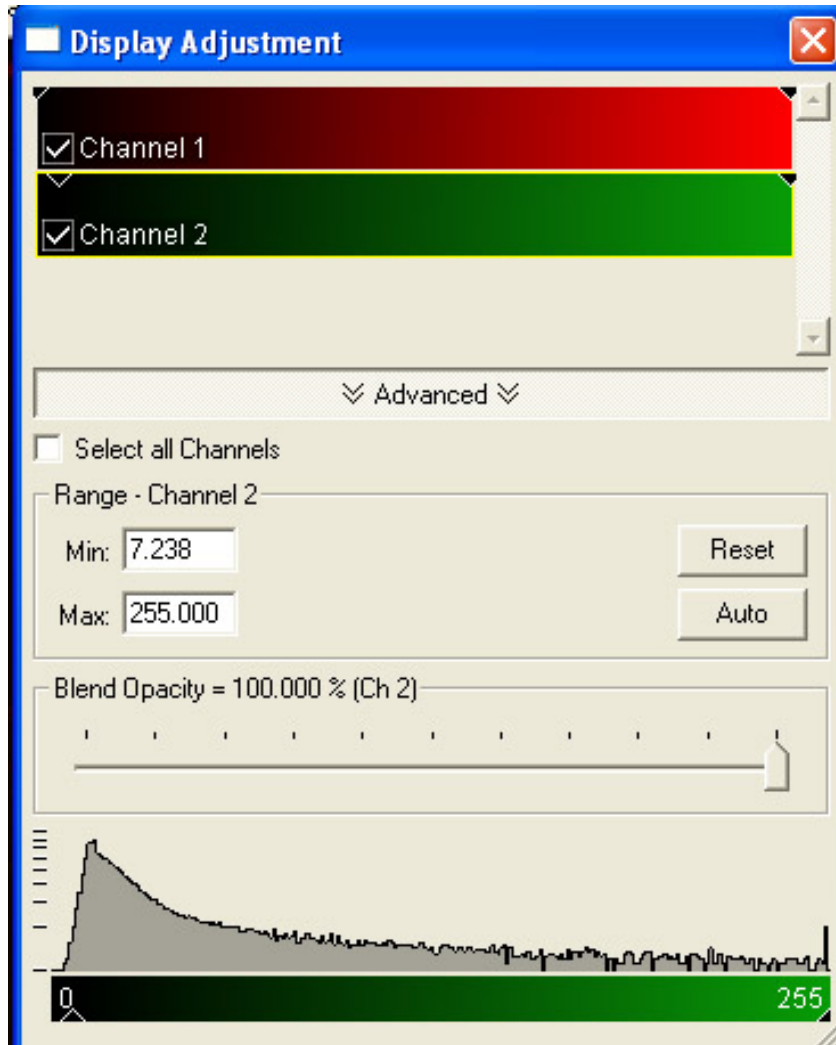 Display Adjustment
Channel 1
Channel 2
Advanced
Select all Channels
Range - Channel 2
Min: 7.238
Reset
Max: 255.000
Auto
Blend Opacity = 100.000 % (Ch 2)
0 255